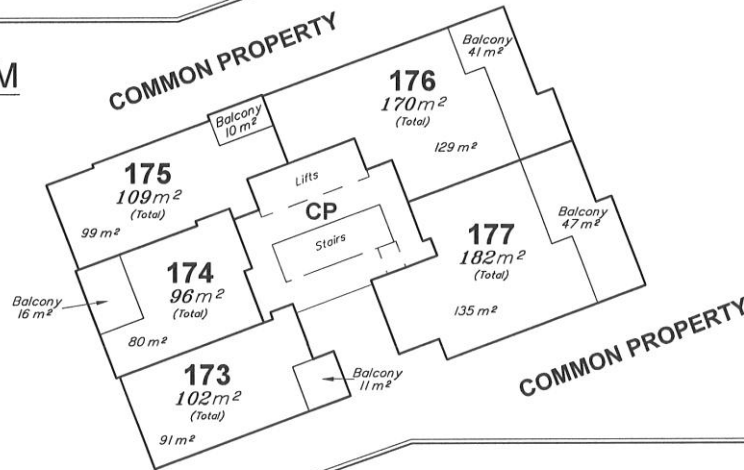 M
COMMON PROPERTY
Balcony
41 m²
176
170m²
(Total)
129 m²
Balcony
10 m²
175
109m²
(Total)
99 m²
Lifts
CP
Stairs
177
182m²
(Total)
135 m²
Balcony
47 m²
174
96m²
(Total)
80 m²
Balcony
16 m²
173
102m²
(Total)
91 m²
Balcony
11 m²
COMMON PROPERTY